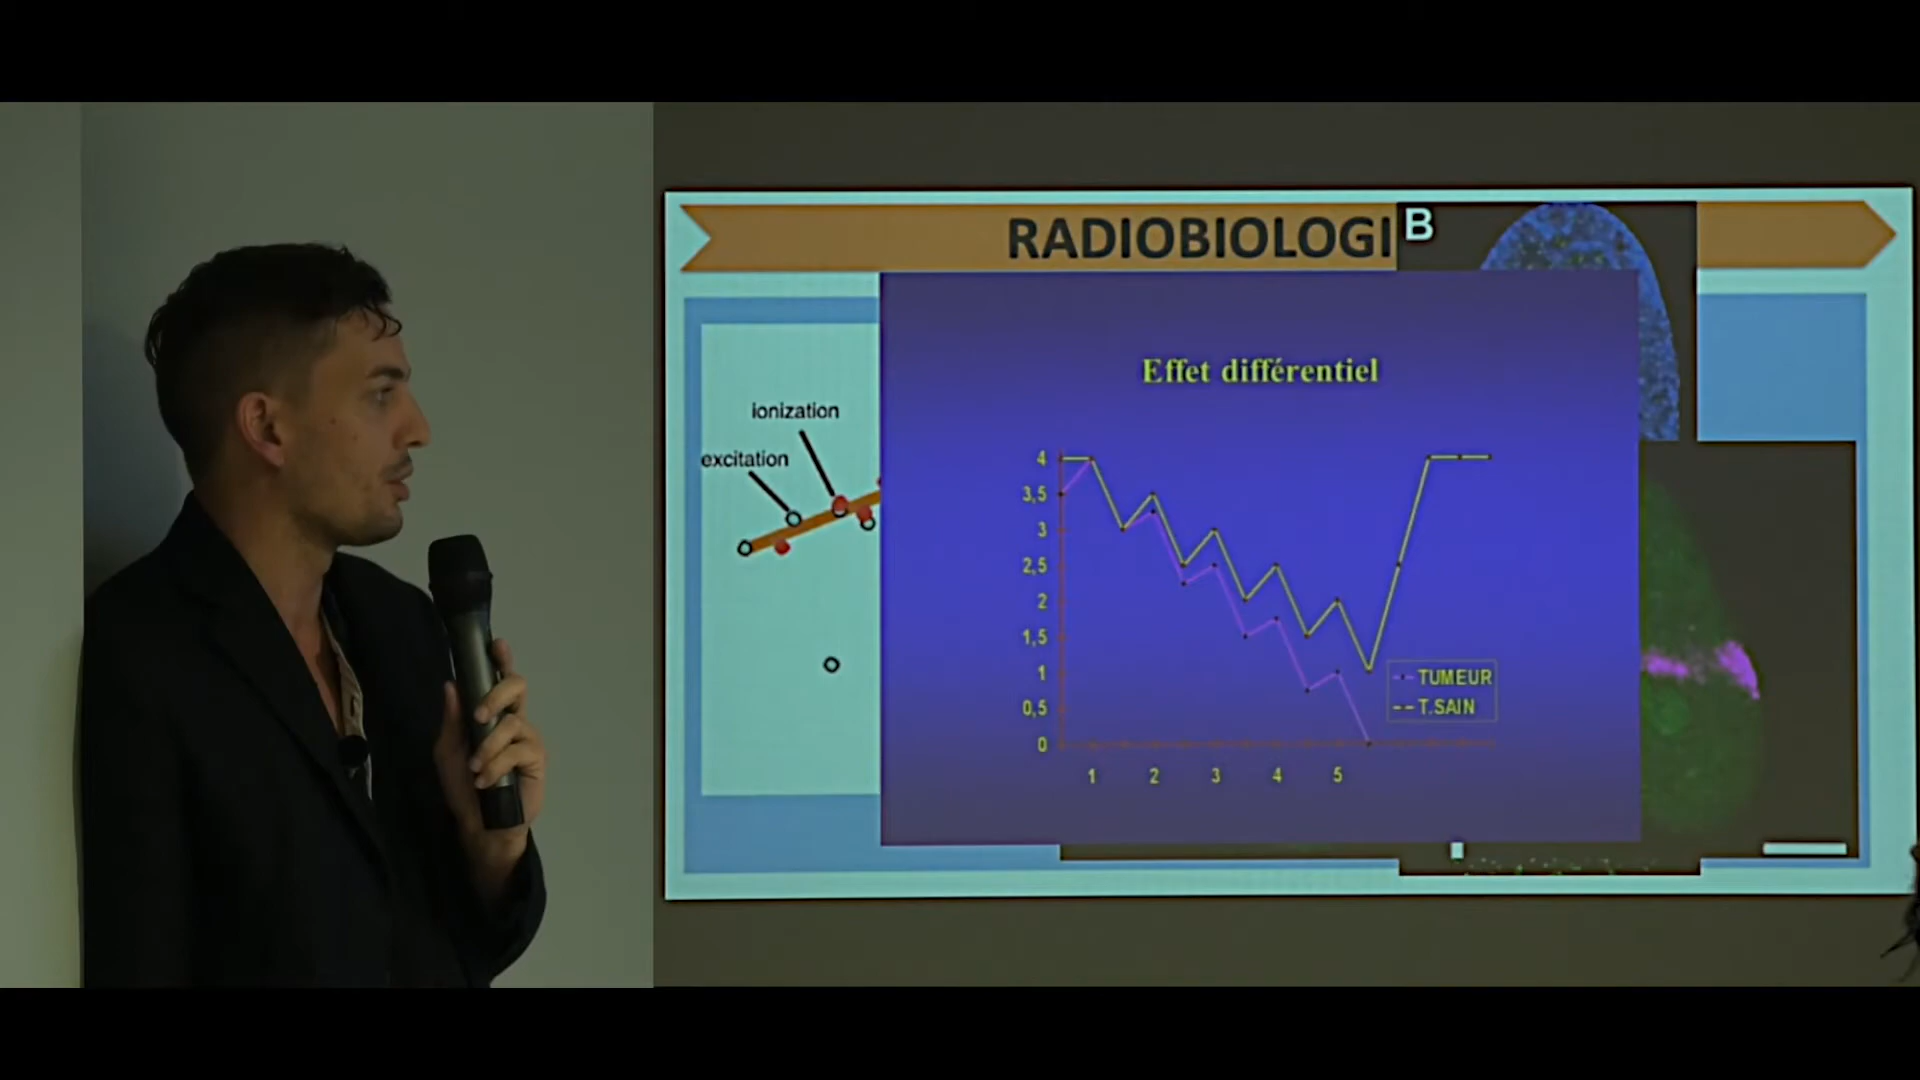 RADIOBIOLOGI
B
ionization
excitation
Effet différentiel
4
3,5
3
2,5
2
1,5
1
0,5
0
1 2 3 4 5
TUMEUR
T.SAIN